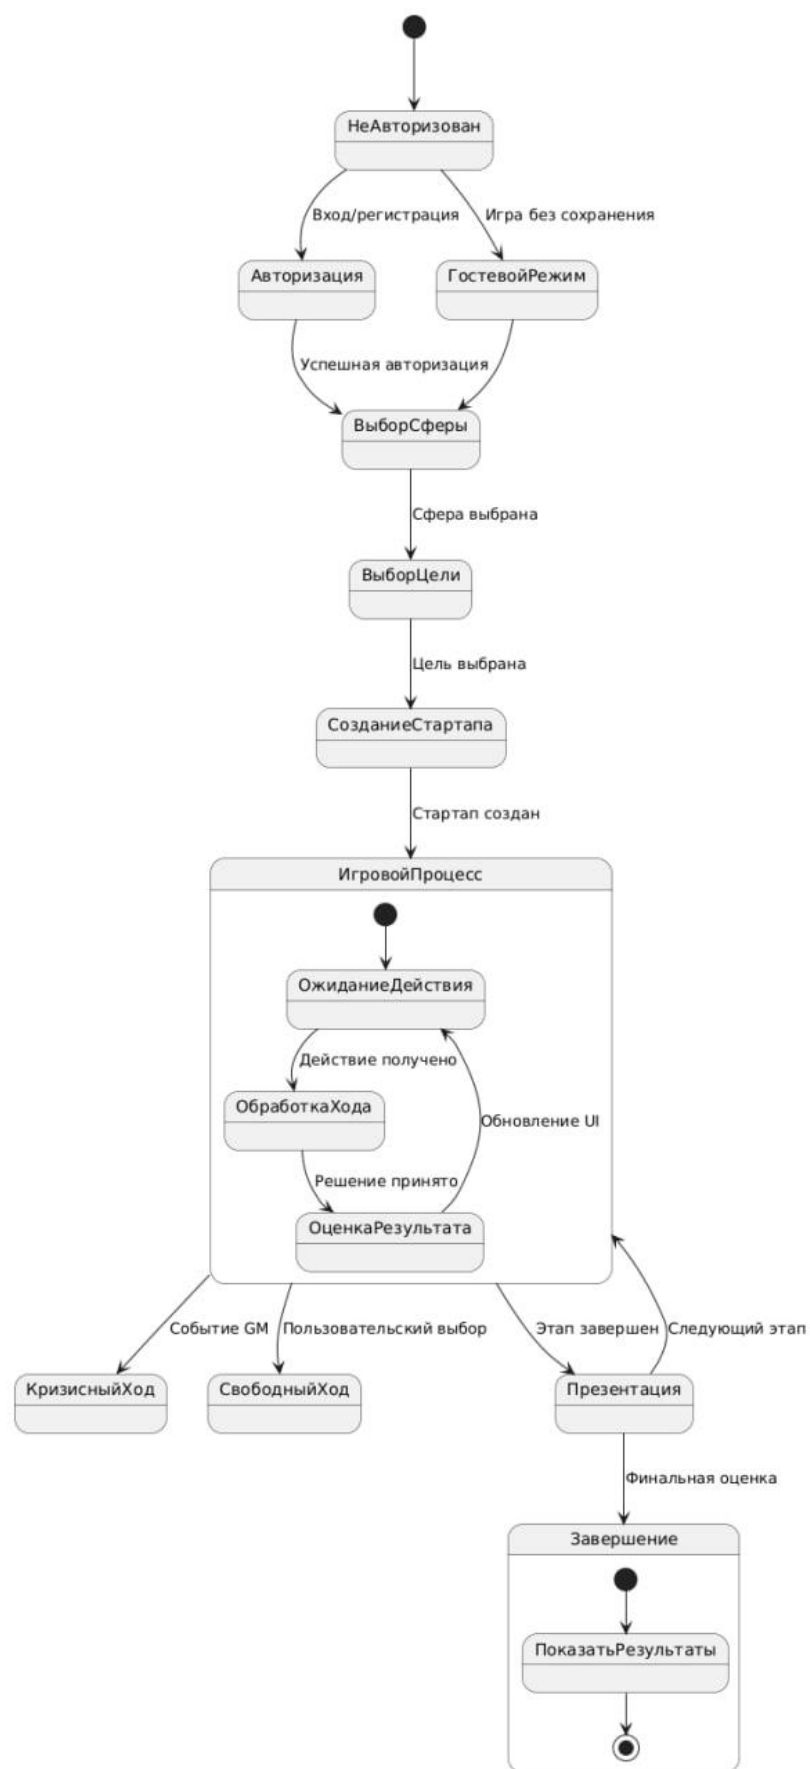 НеАвторизован
Вход/регистрация
Игра без сохранения
Авторизация
ГостевойРежим
Успешная авторизация
ВыборСферы
Сфера выбрана
ВыборЦели
Цель выбрана
СозданиеСтартапа
Стартап создан
ИгровойПроцесс
ОжиданиеДействия
Действие получено
ОбработкаХода
Обновление UI
Решение принято
ОценкаРезультата
Событие GM
Пользовательский выбор
Этап завершен
Следующий этап
КризисныйХод
СвободныйХод
Презентация
Финальная оценка
Завершение
ПоказатьРезультаты